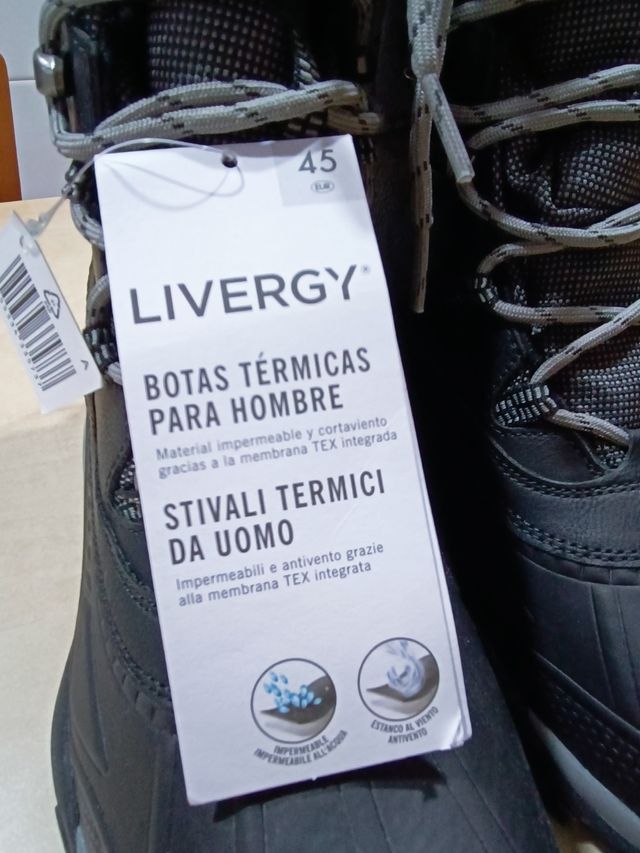 45
EUR
LIVERGY®
BOTAS TÉRMICAS
PARA HOMBRE
Material impermeable y cortaviento
gracias a la membrana TEX integrada
STIVALI TERMICI
DA UOMO
Impermeabili e antivento grazie
alla membrana TEX integrata
IMPERMEABLE
IMPERMEABILE ALL'ACQUA
ESTANCO AL VIENTO
ANTIVENTO